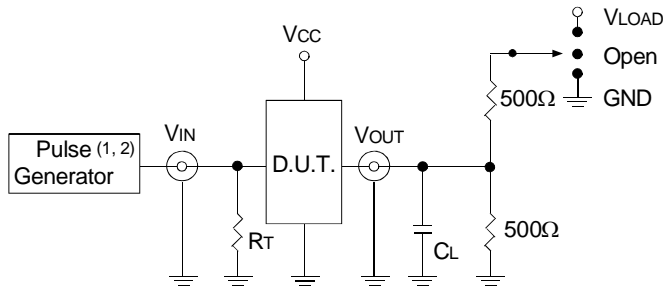 VLOAD
VCC
Open
500Ω
GND
VIN
VOUT
Pulse (1, 2)
Generator
D.U.T.
RT
CL
500Ω